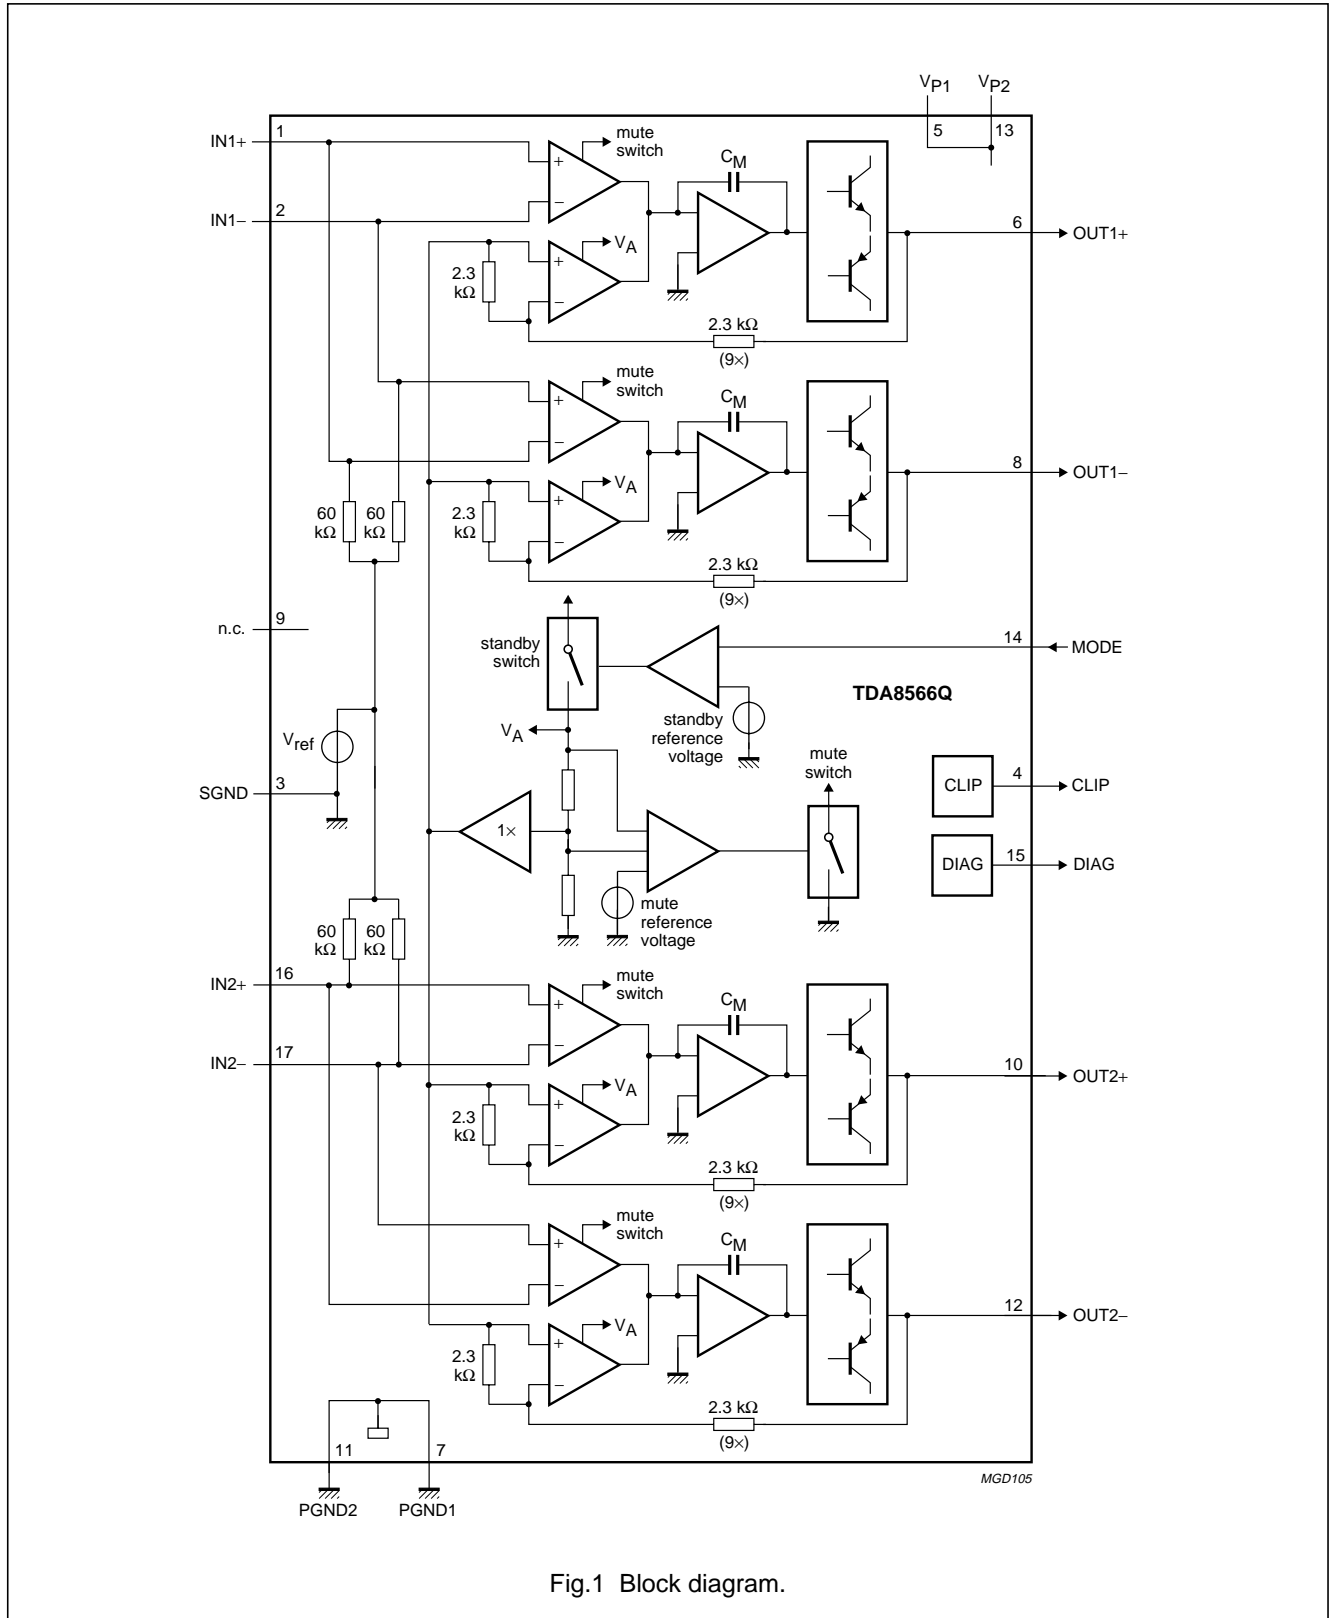 VP1
VP2
5
13
IN1+
1
mute
switch
CM
IN1−
2
+
−
6
OUT1+
VA
2.3
kΩ
+
−
2.3 kΩ
(9×)
mute
switch
CM
+
−
8
OUT1−
VA
60
kΩ
60
kΩ
2.3
kΩ
+
−
2.3 kΩ
(9×)
n.c.
9
standby
switch
14
MODE
TDA8566Q
VA
standby
reference
voltage
Vref
mute
switch
SGND
3
CLIP
4
CLIP
1×
DIAG
15
DIAG
mute
reference
voltage
60
kΩ
60
kΩ
IN2+
16
mute
switch
CM
+
−
IN2−
17
10
OUT2+
VA
2.3
kΩ
+
−
2.3 kΩ
(9×)
mute
switch
CM
+
−
12
OUT2−
VA
2.3
kΩ
+
−
2.3 kΩ
(9×)
11
7
MGD105
PGND2
PGND1
Fig.1 Block diagram.